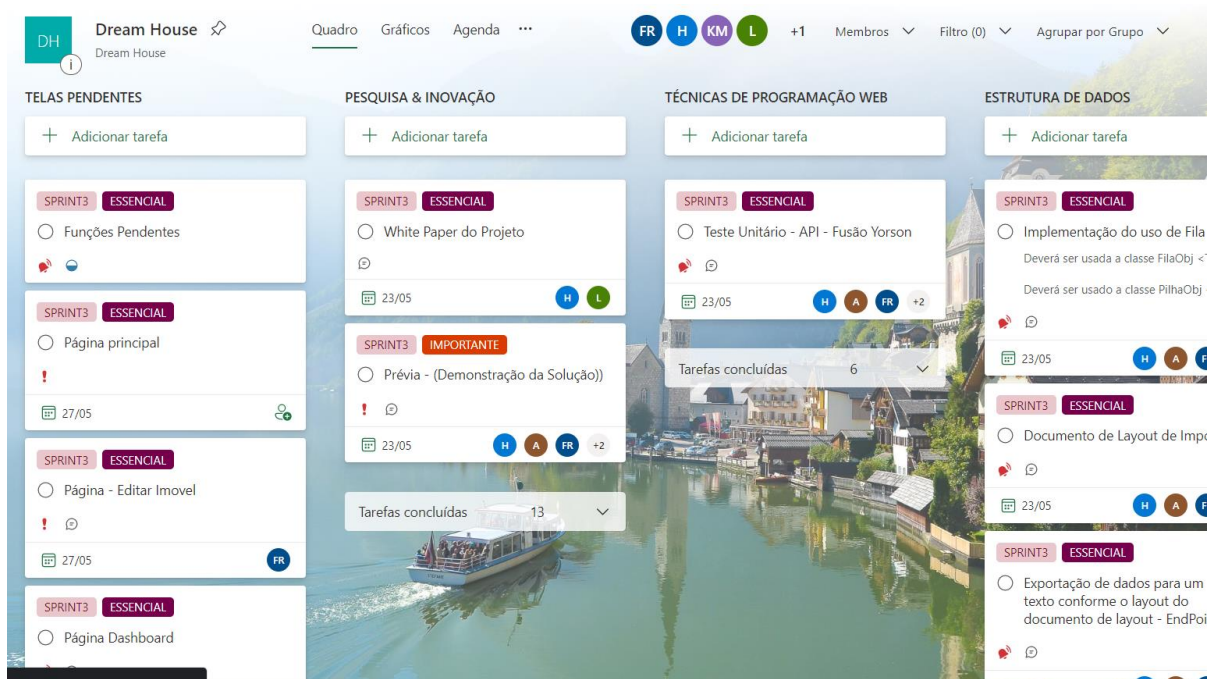 DH
Dream House
Dream House
Quadro
Gráficos
Agenda
FR
H
KM
L
+1
Membros
Filtro (0)
Agrupar por Grupo
TELAS PENDENTES
Adicionar tarefa
SPRINT3 ESSENCIAL
Funções Pendentes
SPRINT3 ESSENCIAL
Página principal
27/05
SPRINT3 ESSENCIAL
Página - Editar Imovel
27/05
FR
SPRINT3 ESSENCIAL
Página Dashboard
PESQUISA & INOVAÇÃO
Adicionar tarefa
SPRINT3 ESSENCIAL
White Paper do Projeto
23/05
H L
SPRINT3 IMPORTANTE
Prévia - (Demonstração da Solução))
23/05
H A FR +2
Tarefas concluídas 13
TÉCNICAS DE PROGRAMAÇÃO WEB
Adicionar tarefa
SPRINT3 ESSENCIAL
Teste Unitário - API - Fusão Yorson
23/05
H A FR +2
Tarefas concluídas 6
ESTRUTURA DE DADOS
Adicionar tarefa
SPRINT3 ESSENCIAL
Implementação do uso de Fila
Deverá ser usada a classe FilaObj <
Deverá ser usado a classe PilhaObj
23/05
H A
SPRINT3 ESSENCIAL
Documento de Layout de
23/05
H A
SPRINT3 ESSENCIAL
Exportação de dados para um
texto conforme o layout do
documento de layout -